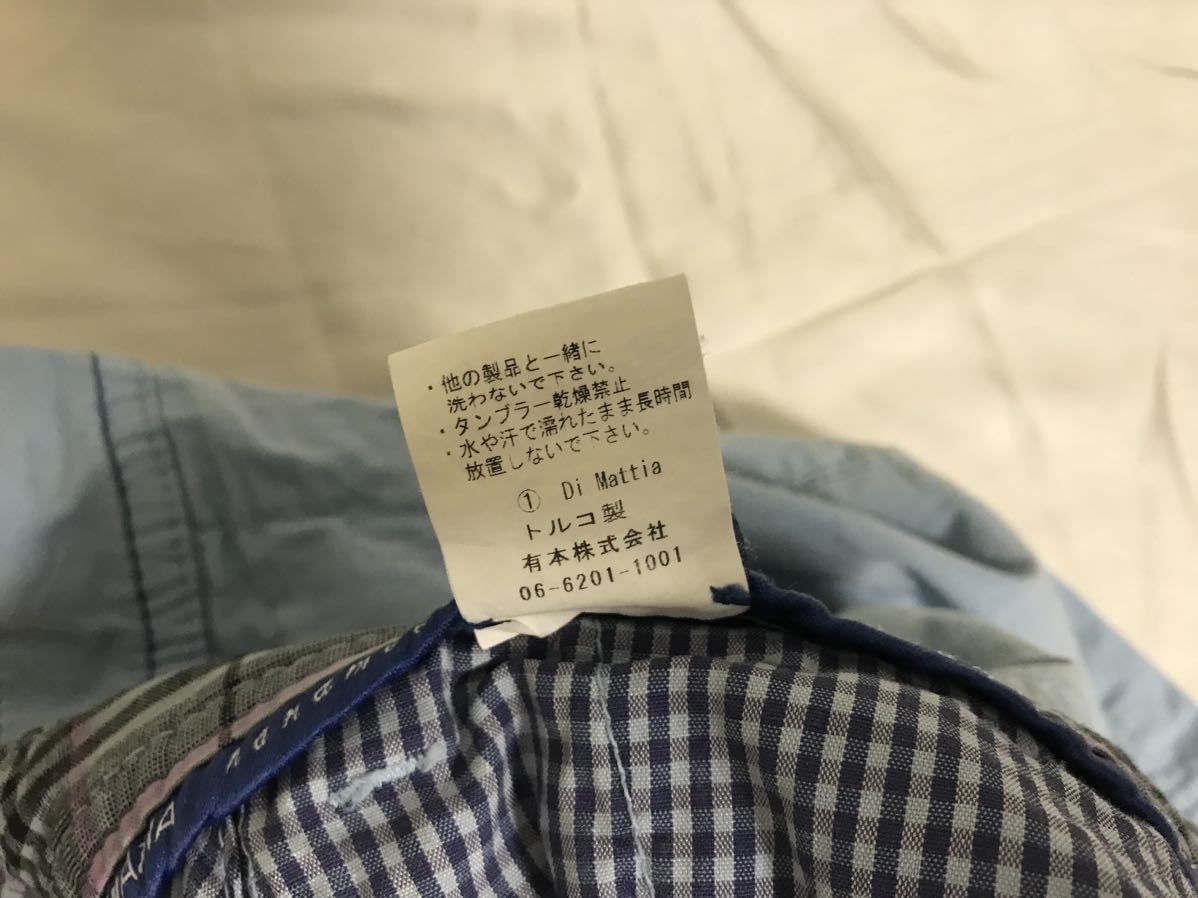 ・他の製品と一緒に
洗わないで下さい。
・タンブラー乾燥禁止
・水や汗で濡れたまま長時間
放置しないで下さい。
① Di Mattia
トルコ製
有本株式会社
06-6201-1001